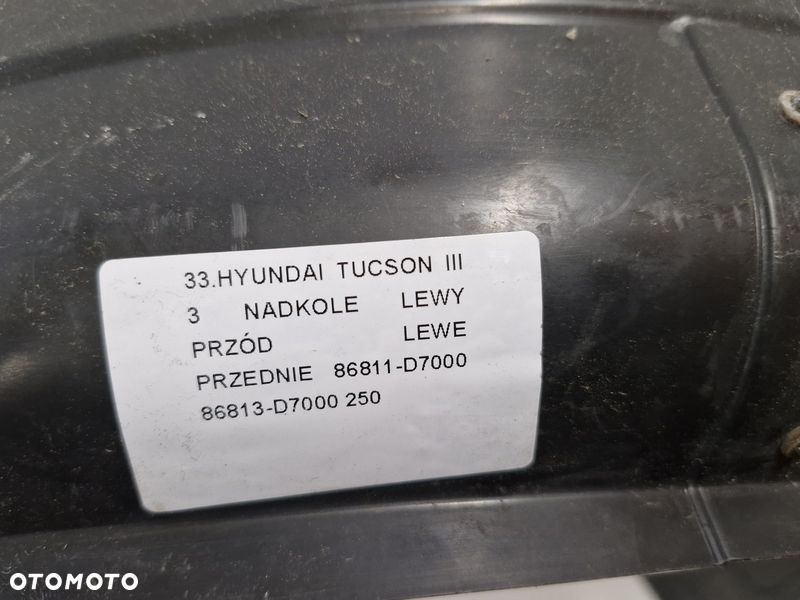 33.HYUNDAI TUCSON III
3 NADKOLE LEWY
PRZÓD LEWE
PRZEDNIE 86811-D7000
86813-D7000 250
OTOMOTO